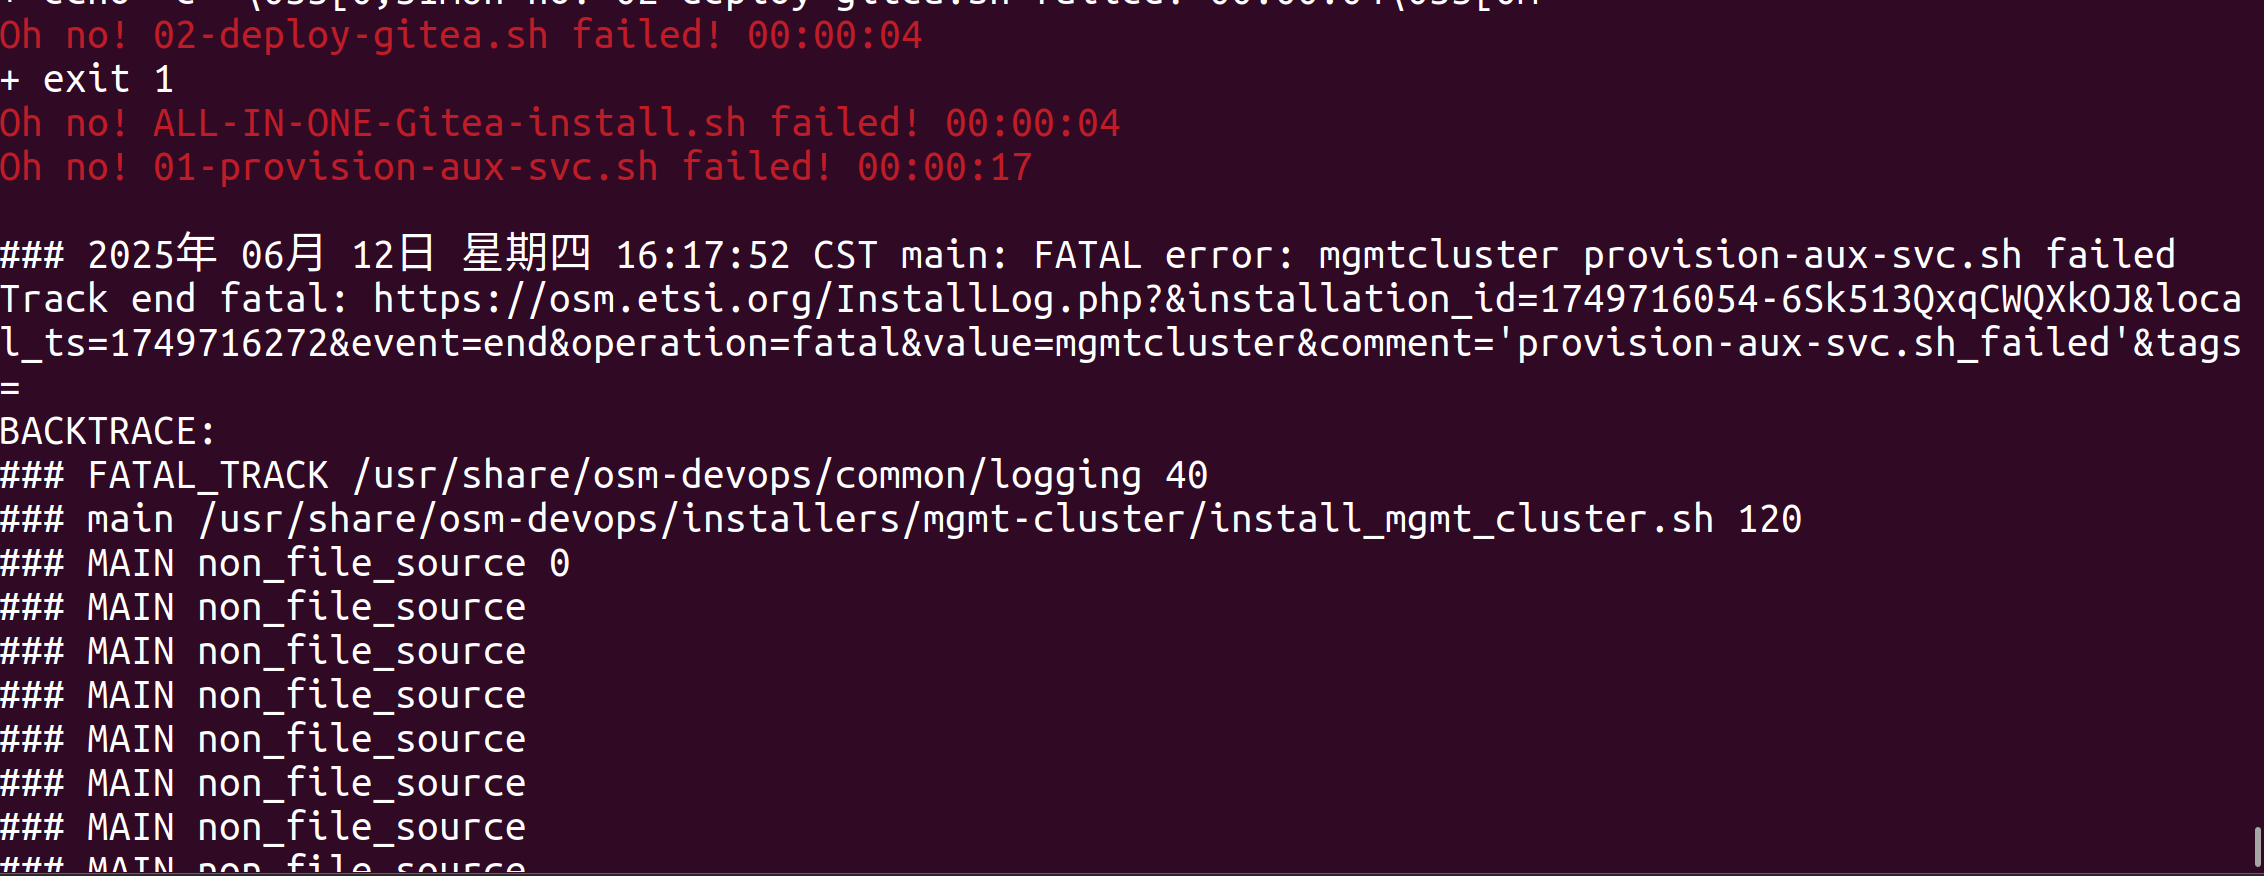 Oh no! 02-deploy-gitea.sh failed! 00:00:04
+ exit 1
Oh no! ALL-IN-ONE-Gitea-install.sh failed! 00:00:04
Oh no! 01-provision-aux-svc.sh failed! 00:00:17
### 2025年 06月 12日 星期四 16:17:52 CST main: FATAL error: mgmtcluster provision-aux-svc.sh failed
Track end fatal: https://osm.etsi.org/InstallLog.php?&installation_id=1749716054-6Sk513QxqCWQXkOJ&loca
l_ts=1749716272&event=end&operation=fatal&value=mgmtcluster&comment='provision-aux-svc.sh_failed'&tags
=
BACKTRACE:
### FATAL_TRACK /usr/share/osm-devops/common/logging 40
### main /usr/share/osm-devops/installers/mgmt-cluster/install_mgmt_cluster.sh 120
### MAIN non_file_source 0
### MAIN non_file_source
### MAIN non_file_source
### MAIN non_file_source
### MAIN non_file_source
### MAIN non_file_source
### MAIN non_file_source
### MAIN non_file_source